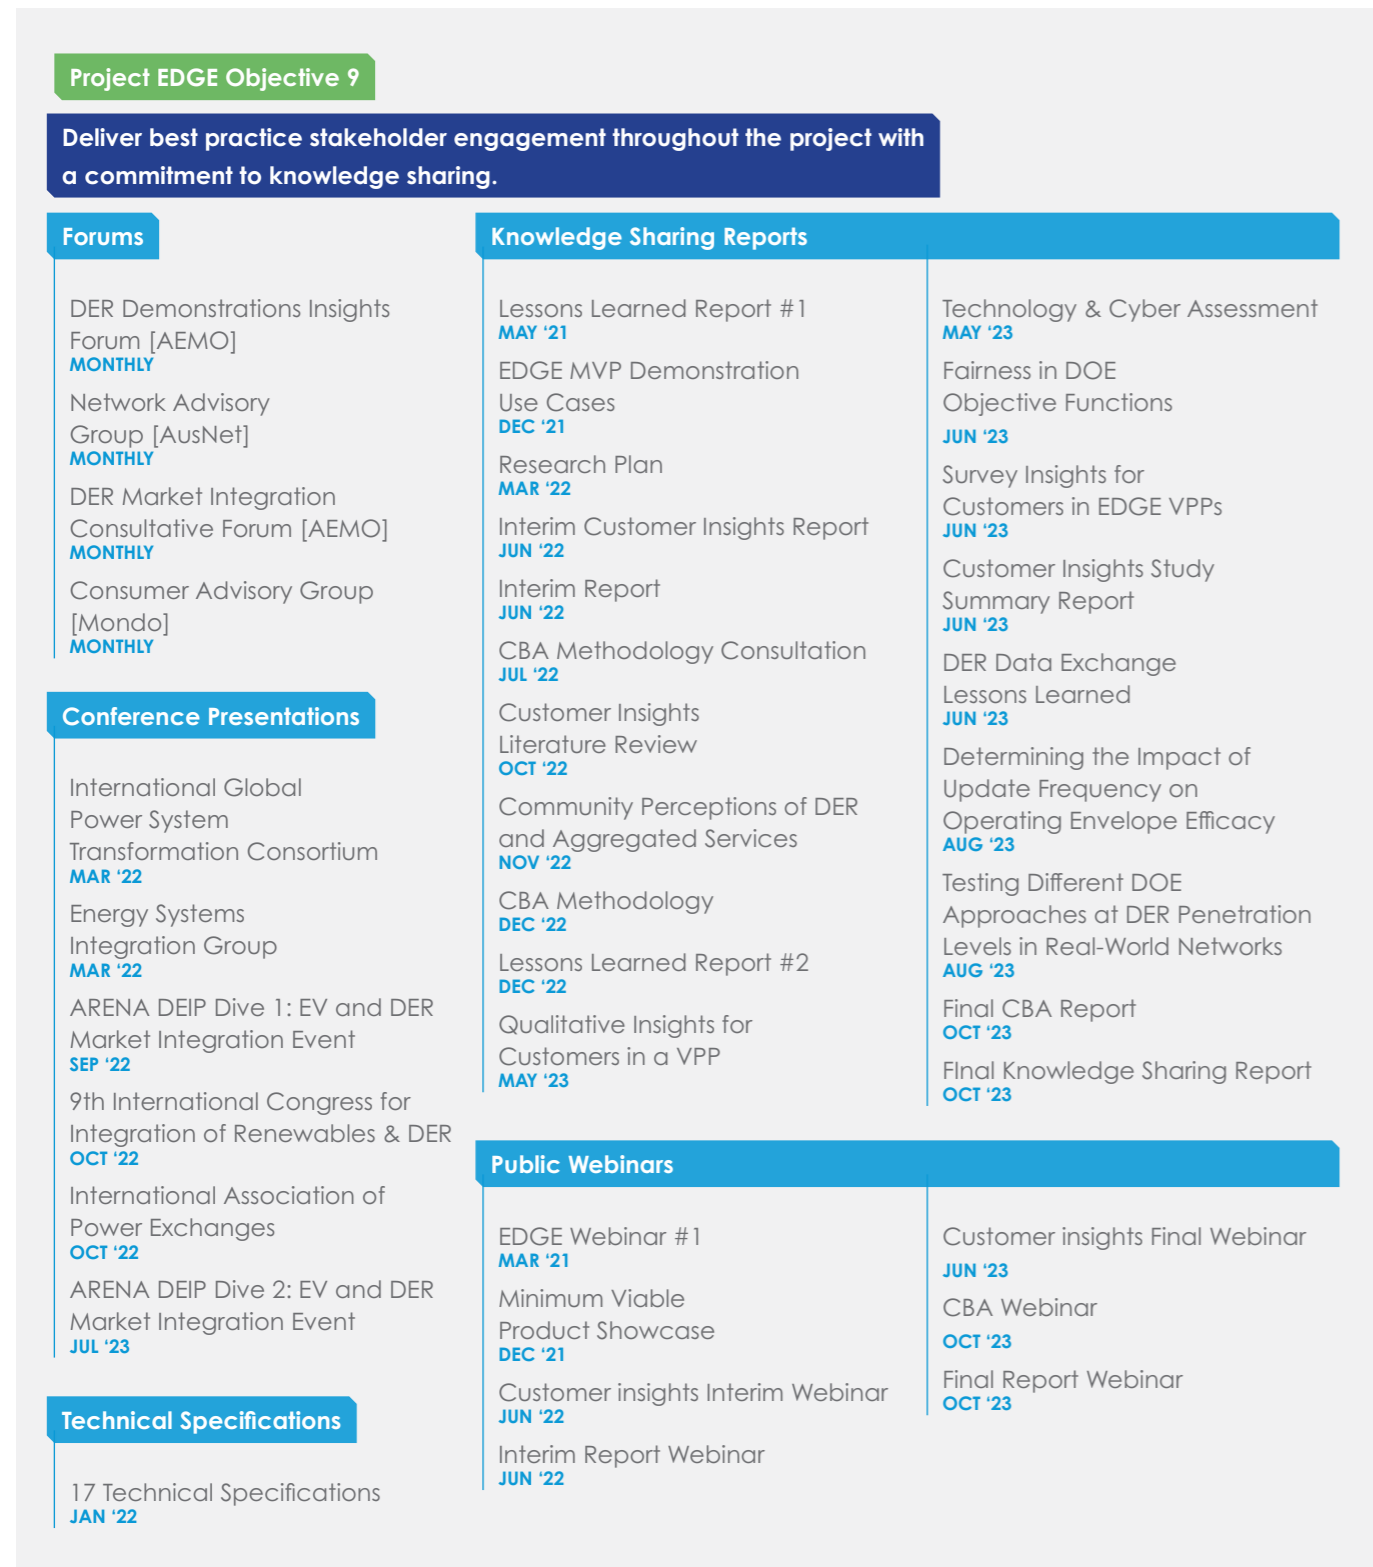 Project EDGE Objective 9
Deliver best practice stakeholder engagement throughout the project with
a commitment to knowledge sharing.
Forums
DER Demonstrations Insights
Forum [AEMO]
MONTHLY
Network Advisory
Group [AusNet]
MONTHLY
DER Market Integration
Consultative Forum [AEMO]
MONTHLY
Consumer Advisory Group
[Mondo]
MONTHLY
Conference Presentations
International Global
Power System
Transformation Consortium
MAR ‘22
Energy Systems
Integration Group
MAR ‘22
ARENA DEIP Dive 1: EV and DER
Market Integration Event
SEP ‘22
9th International Congress for
Integration of Renewables & DER
OCT ‘22
International Association of
Power Exchanges
OCT ‘22
ARENA DEIP Dive 2: EV and DER
Market Integration Event
JUL ‘23
Technical Specifications
17 Technical Specifications
JAN ‘22
Knowledge Sharing Reports
Lessons Learned Report #1
MAY ‘21
EDGE MVP Demonstration
Use Cases
DEC ‘21
Research Plan
MAR ‘22
Interim Customer Insights Report
JUN ‘22
Interim Report
JUN ‘22
CBA Methodology Consultation
JUL ‘22
Customer Insights
Literature Review
OCT ‘22
Community Perceptions of DER
and Aggregated Services
NOV ‘22
CBA Methodology
DEC ‘22
Lessons Learned Report #2
DEC ‘22
Qualitative Insights for
Customers in a VPP
MAY ‘23
Technology & Cyber Assessment
MAY ‘23
Fairness in DOE
Objective Functions
JUN ‘23
Survey Insights for
Customers in EDGE VPPs
JUN ‘23
Customer Insights Study
Summary Report
JUN ‘23
DER Data Exchange
Lessons Learned
JUN ‘23
Determining the Impact of
Update Frequency on
Operating Envelope Efficacy
AUG ‘23
Testing Different DOE
Approaches at DER Penetration
Levels in Real-World Networks
AUG ‘23
Final CBA Report
OCT ‘23
FInal Knowledge Sharing Report
OCT ‘23
Public Webinars
EDGE Webinar #1
MAR ‘21
Minimum Viable
Product Showcase
DEC ‘21
Customer insights Interim Webinar
JUN ‘22
Interim Report Webinar
JUN ‘22
Customer insights Final Webinar
JUN ‘23
CBA Webinar
OCT ‘23
Final Report Webinar
OCT ‘23